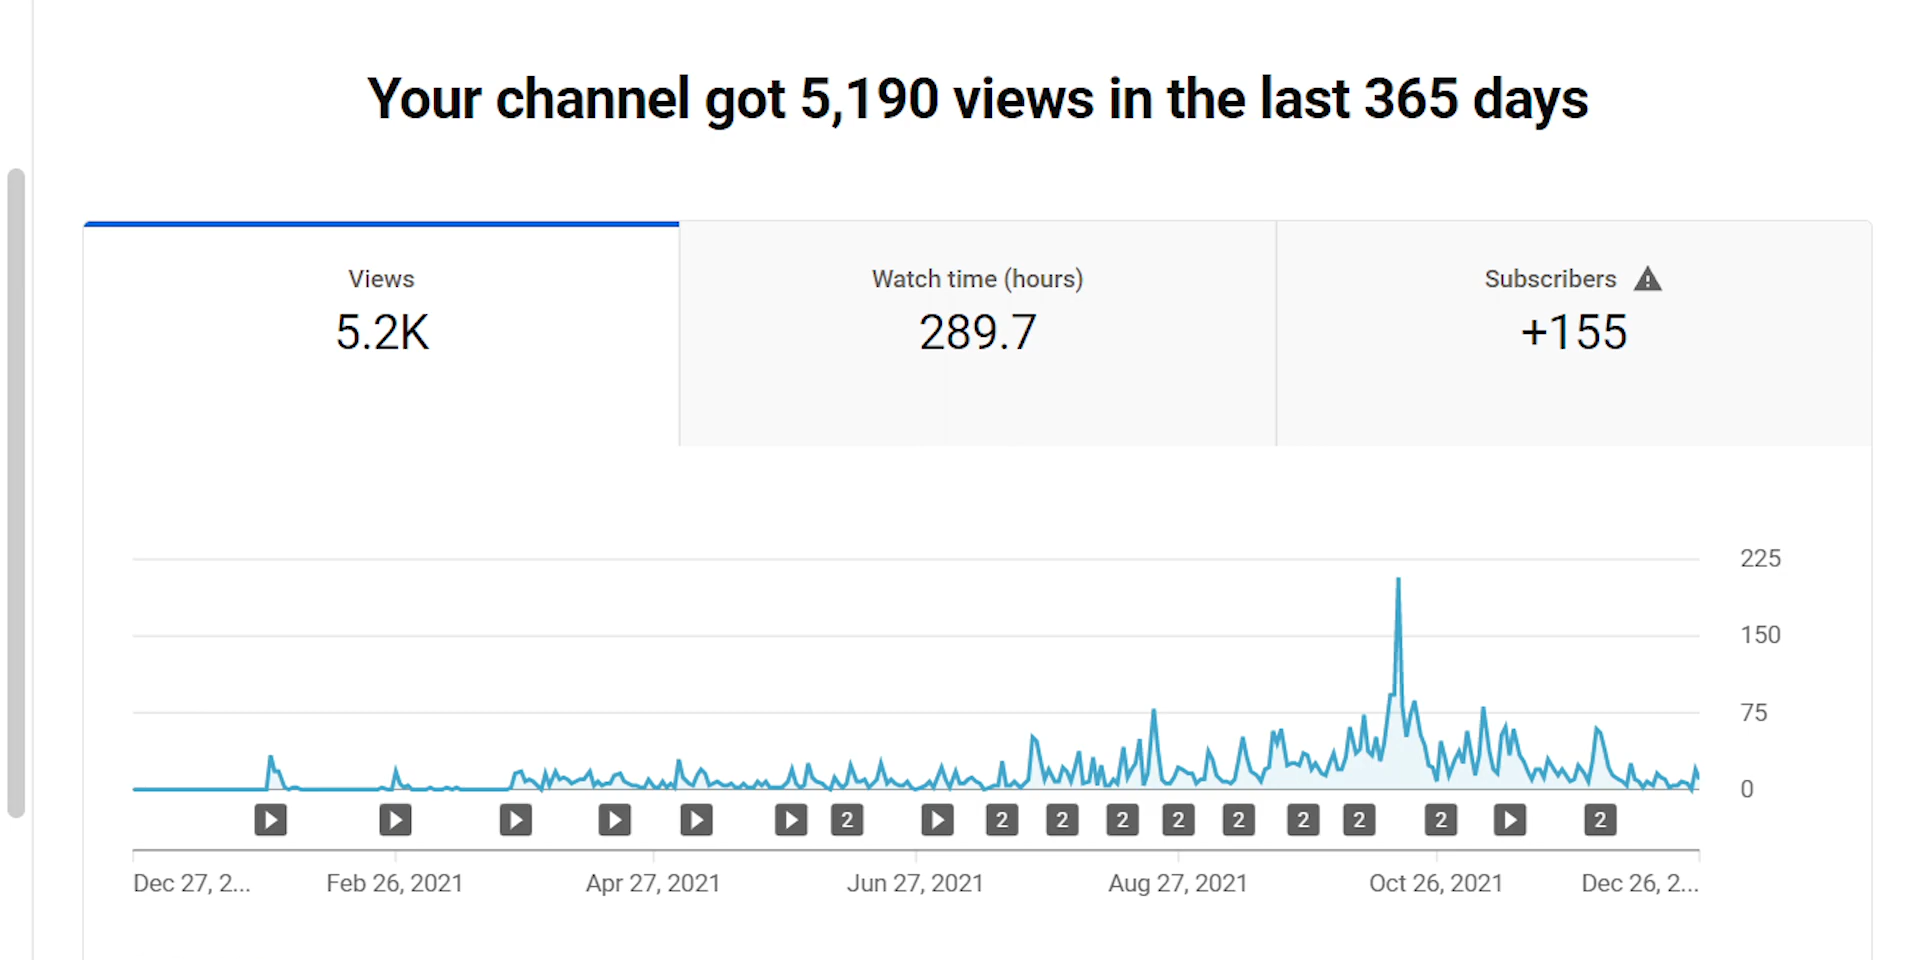 Your channel got 5,190 views in the last 365 days
Views
5.2K
Watch time (hours)
289.7
Subscribers
+155
225
150
75
0
2 2 2 2 2 2 2 2 2 2
Dec 27, 2... Feb 26, 2021 Apr 27, 2021 Jun 27, 2021 Aug 27, 2021 Oct 26, 2021 Dec 26, 2...